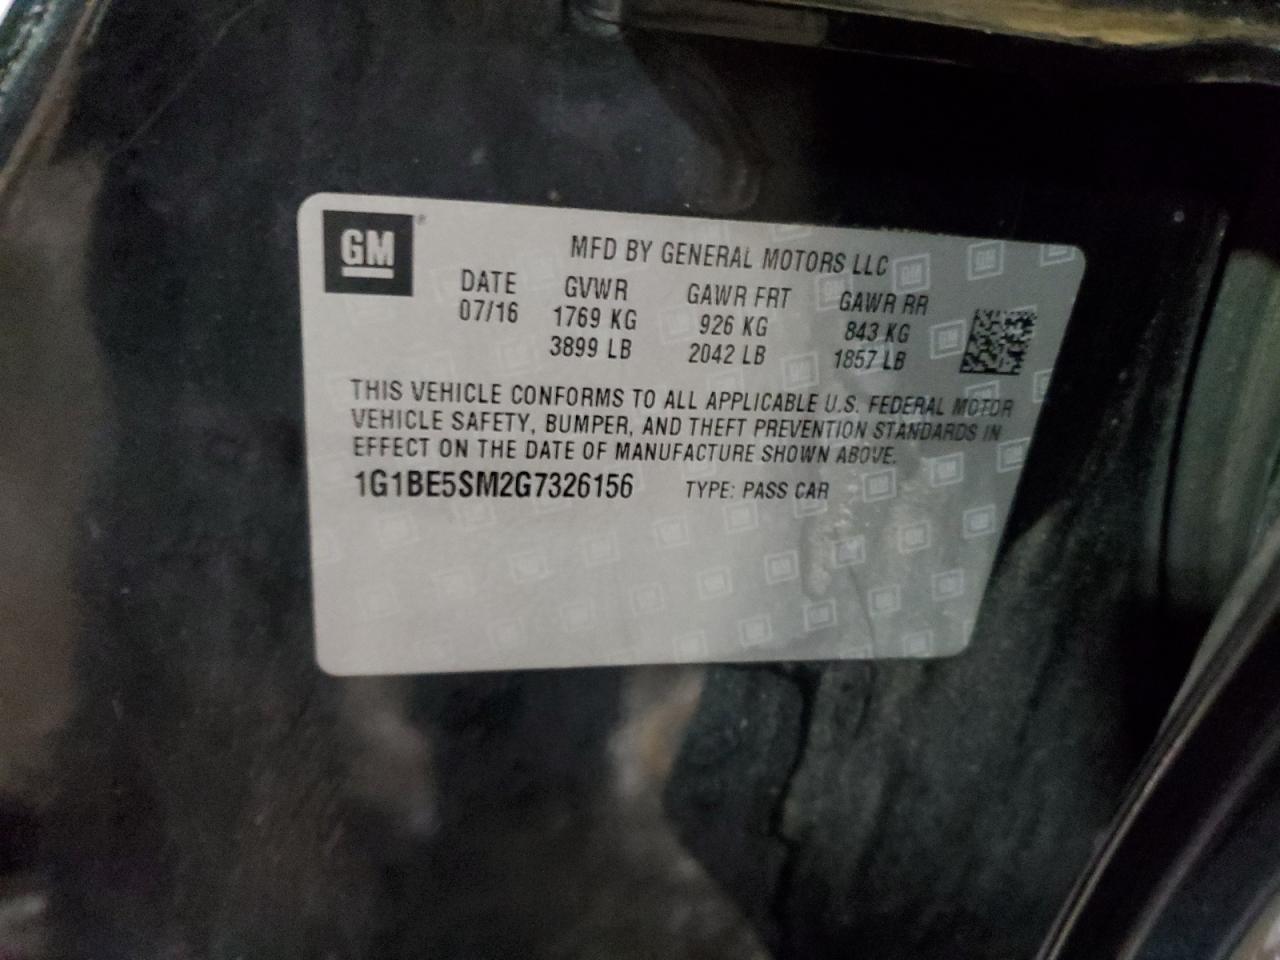 GM®
MFD BY GENERAL MOTORS LLC
DATE GVWR GAWR FRT GAWR RR
07/16 1769 KG 926 KG 843 KG
3899 LB 2042 LB 1857 LB
THIS VEHICLE CONFORMS TO ALL APPLICABLE U.S. FEDERAL MOTOR
VEHICLE SAFETY, BUMPER, AND THEFT PREVENTION STANDARDS IN
EFFECT ON THE DATE OF MANUFACTURE SHOWN ABOVE.
1G1BE5SM2G7326156 TYPE: PASS CAR